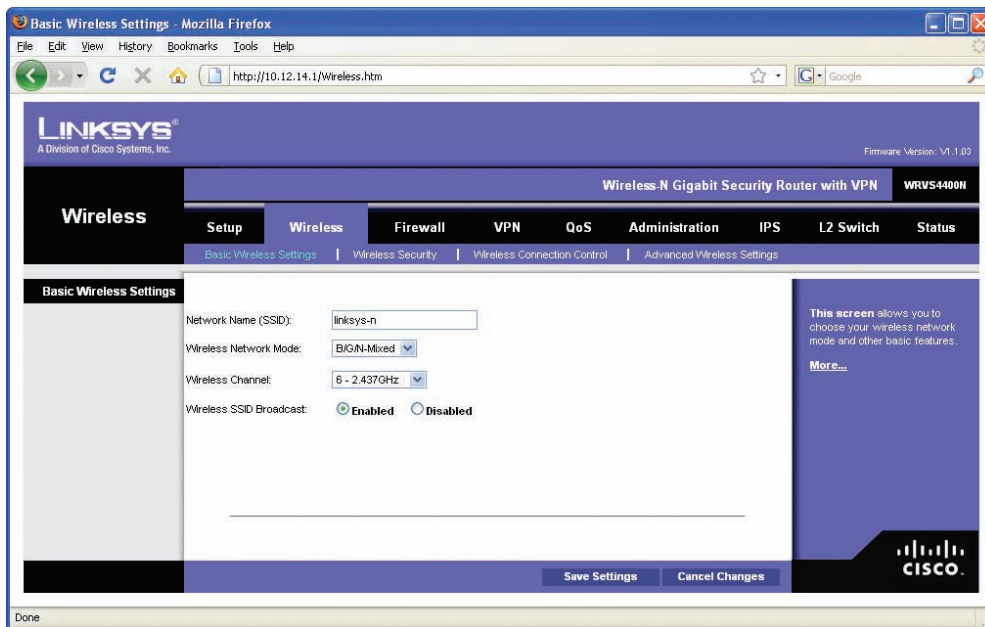 Basic Wireless Settings - Mozilla Firefox
File Edit View History Bookmarks Tools Help
http://10.12.14.1/Wireless.htm
G Google
LINKSYS®
A Division of Cisco Systems, Inc.
Firmware Version: V1.1.03
Wireless-N Gigabit Security Router with VPN WRVS4400N
Wireless
Setup Wireless Firewall VPN QoS Administration IPS L2 Switch Status
Basic Wireless Settings | Wireless Security | Wireless Connection Control | Advanced Wireless Settings
Basic Wireless Settings
Network Name (SSID): linksys-n
Wireless Network Mode: B/G/N-Mixed
Wireless Channel: 6 - 2.437GHz
Wireless SSID Broadcast: Enabled Disabled
This screen allows you to
choose your wireless network
mode and other basic features.
More...
Save Settings Cancel Changes
CISCO.
Done